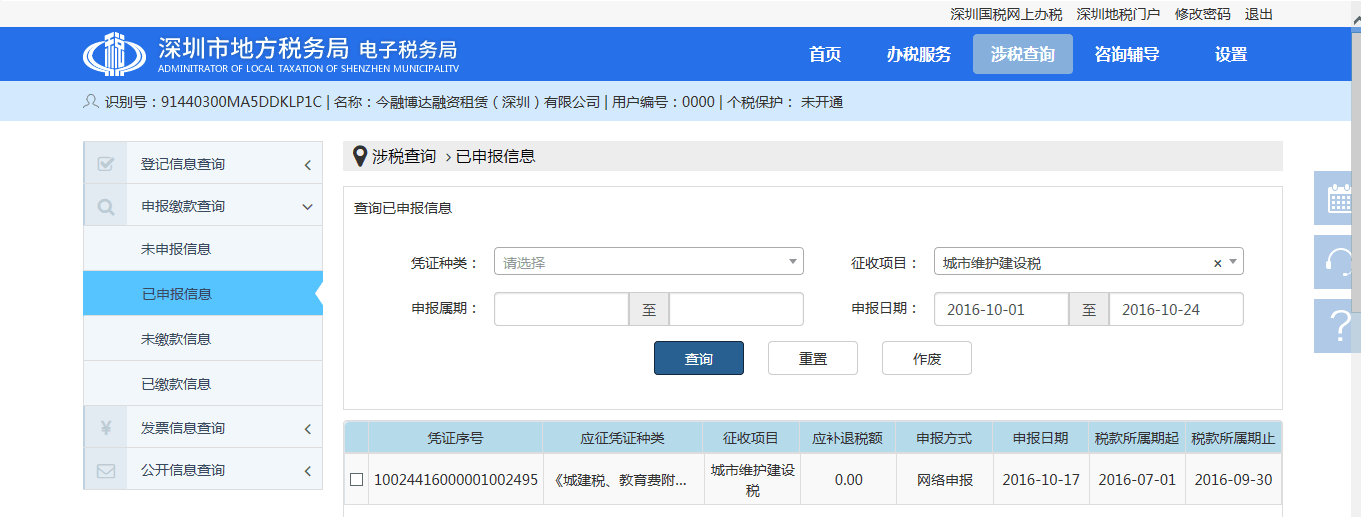 深圳国税网上办税 深圳地税门户 修改密码 退出
深圳市地方税务局 电子税务局
ADMINITRATOR OF LOCAL TAXATION OF SHENZHEN MUNICIPALITV
首页 办税服务 涉税查询 咨询辅导 设置
识别号：91440300MA5DDKLP1C | 名称：今融博达融资租赁（深圳）有限公司 | 用户编号：0000 | 个税保护： 未开通
登记信息查询
申报缴款查询
未申报信息
已申报信息
未缴款信息
已缴款信息
¥ 发票信息查询
公开信息查询
涉税查询 › 已申报信息
查询已申报信息
凭证种类： 请选择 征收项目： 城市维护建设税 ×
申报属期： 至 申报日期： 2016-10-01 至 2016-10-24
查询 重置 作废
凭证序号 应征凭证种类 征收项目 应补退税额 申报方式 申报日期 税款所属期起 税款所属期止
10024416000001002495 《城建税、教育费附... 城市维护建设税 0.00 网络申报 2016-10-17 2016-07-01 2016-09-30
?